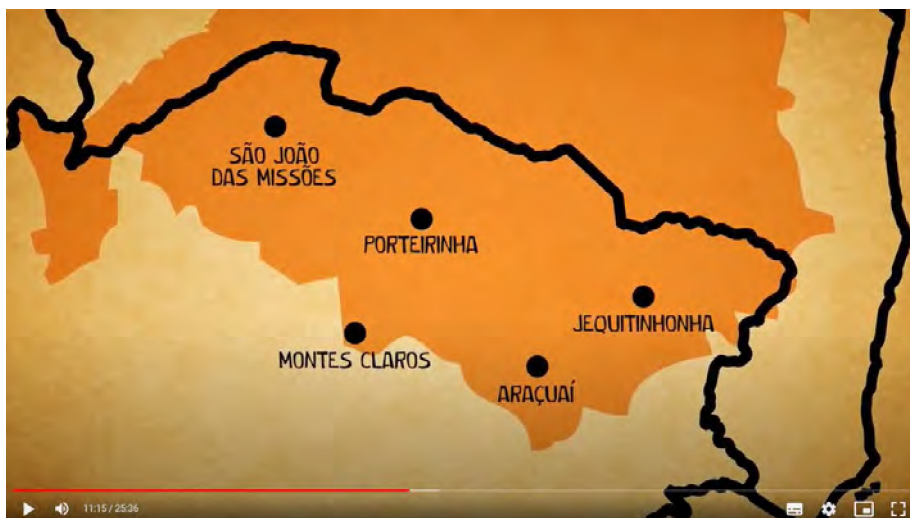 SÃO JOÃO
DAS MISSÕES
PORTEIRINHA
JEQUITINHONHA
MONTES CLAROS
ARAÇUAÍ
11:15 / 25:36